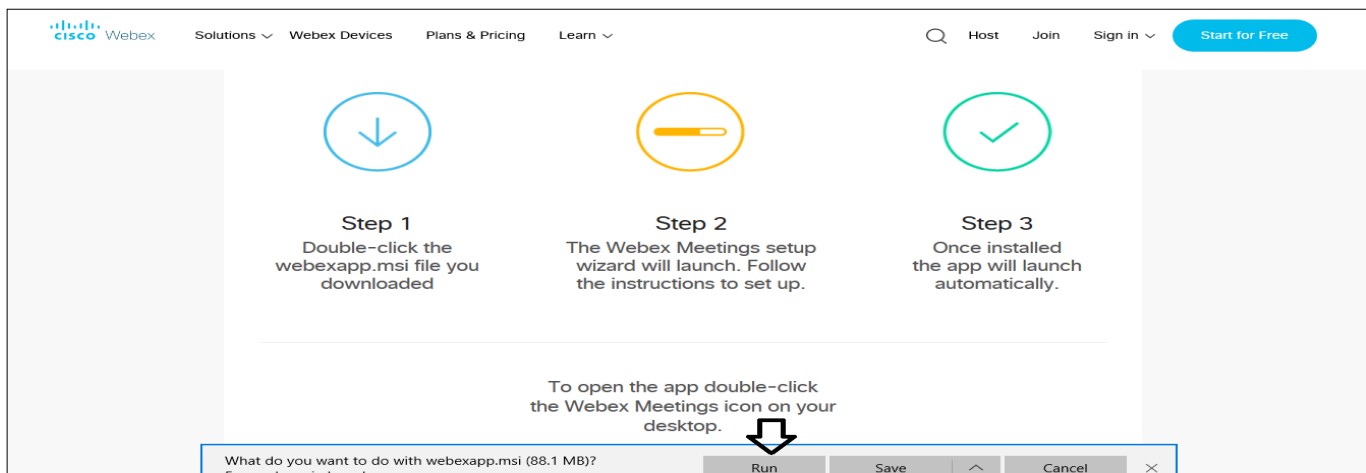 CISCO Webex Solutions Webex Devices Plans & Pricing Learn Host Join Sign in Start for Free
Step 1
Double-click the
webexapp.msi file you
downloaded
Step 2
The Webex Meetings setup
wizard will launch. Follow
the instructions to set up.
Step 3
Once installed
the app will launch
automatically.
To open the app double-click
the Webex Meetings icon on your
desktop.
What do you want to do with webexapp.msi (88.1 MB)?
Run Save Cancel